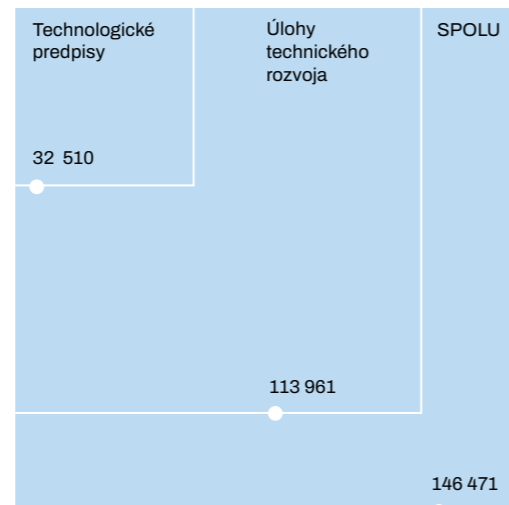 Technologické
predpisy
Úlohy
technického
rozvoja
SPOLU
32 510
113 961
146 471